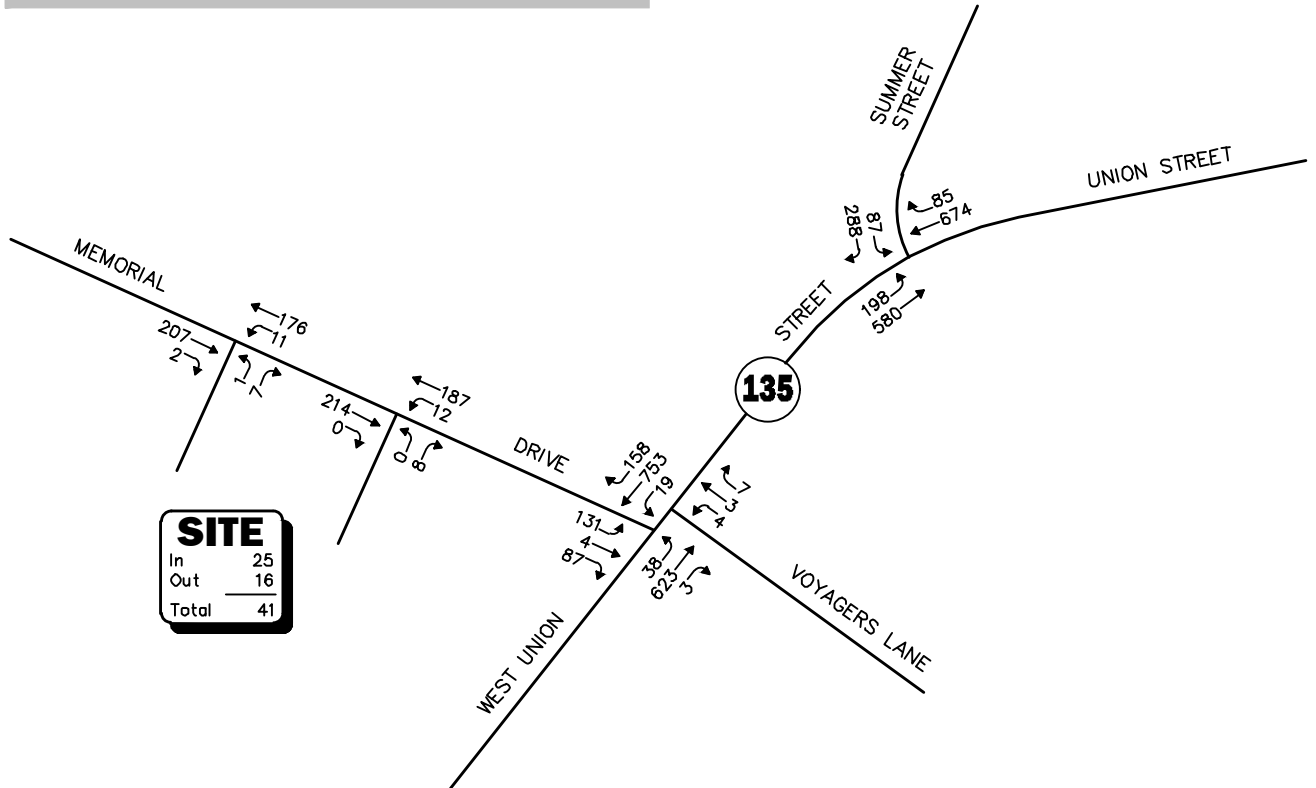 SUMMER
STREET
UNION STREET
85
674
87
288
198
580
STREET
135
MEMORIAL
176
11
207
2
1
7
187
12
214
0
0
8
DRIVE
158
753
19
7
3
4
131
4
87
38
623
3
VOYAGERS LANE
WEST UNION
SITE
In 25
Out 16
Total 41